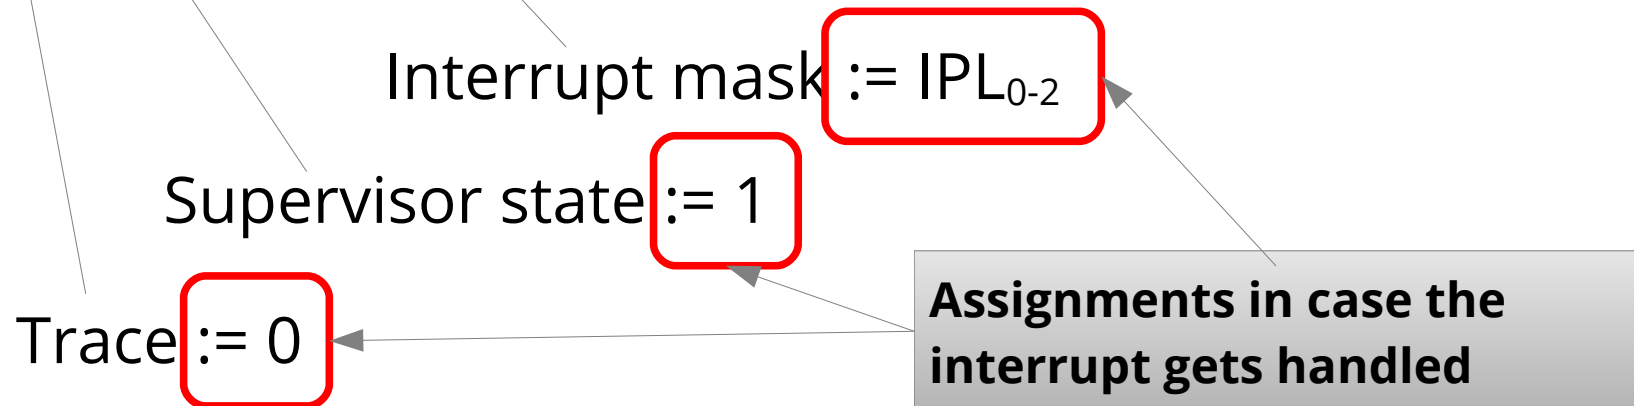 Interrupt mask := IPL₀₋₂
Supervisor state := 1
Trace := 0
Assignments in case the
interrupt gets handled